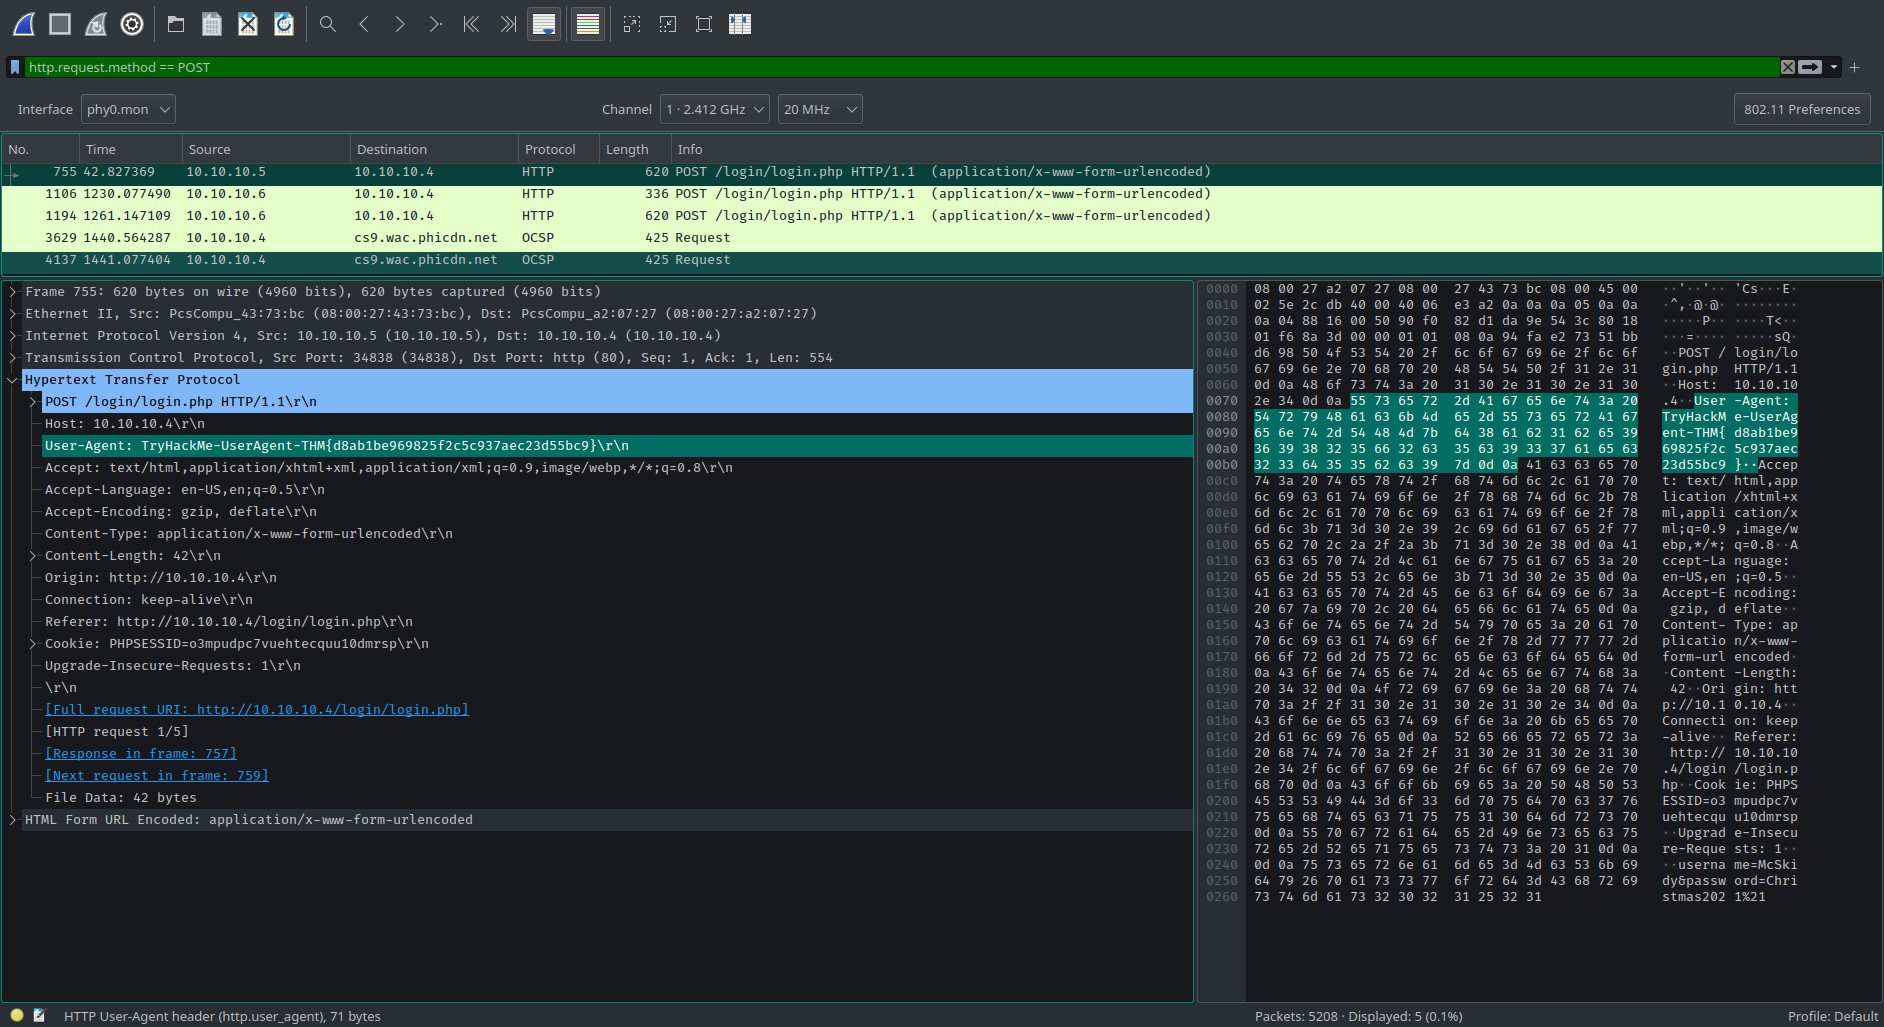 http.request.method == POST
Interface phy0.mon Channel 1 · 2.412 GHz 20 MHz 802.11 Preferences
No. Time Source Destination Protocol Length Info
755 42.827369 10.10.10.5 10.10.10.4 HTTP 620 POST /login/login.php HTTP/1.1 (application/x-www-form-urlencoded)
1106 1230.077490 10.10.10.6 10.10.10.4 HTTP 336 POST /login/login.php HTTP/1.1 (application/x-www-form-urlencoded)
1194 1261.147109 10.10.10.6 10.10.10.4 HTTP 620 POST /login/login.php HTTP/1.1 (application/x-www-form-urlencoded)
3629 1440.564287 10.10.10.4 cs9.wac.phicdn.net OCSP 425 Request
4137 1441.077404 10.10.10.4 cs9.wac.phicdn.net OCSP 425 Request
Frame 755: 620 bytes on wire (4960 bits), 620 bytes captured (4960 bits)
Ethernet II, Src: PcsCompu_43:73:bc (08:00:27:43:73:bc), Dst: PcsCompu_a2:07:27 (08:00:27:a2:07:27)
Internet Protocol Version 4, Src: 10.10.10.5 (10.10.10.5), Dst: 10.10.10.4 (10.10.10.4)
Transmission Control Protocol, Src Port: 34838 (34838), Dst Port: http (80), Seq: 1, Ack: 1, Len: 554
Hypertext Transfer Protocol
POST /login/login.php HTTP/1.1\r\n
Host: 10.10.10.4\r\n
User-Agent: TryHackMe-UserAgent-THM{d8ab1be969825f2c5c937aec23d55bc9}\r\n
Accept: text/html,application/xhtml+xml,application/xml;q=0.9,image/webp,*/*;q=0.8\r\n
Accept-Language: en-US,en;q=0.5\r\n
Accept-Encoding: gzip, deflate\r\n
Content-Type: application/x-www-form-urlencoded\r\n
Content-Length: 42\r\n
Origin: http://10.10.10.4\r\n
Connection: keep-alive\r\n
Referer: http://10.10.10.4/login/login.php\r\n
Cookie: PHPSESSID=o3mpudpc7vuehtecquu10dmrsp\r\n
Upgrade-Insecure-Requests: 1\r\n
\r\n
[Full request URI: http://10.10.10.4/login/login.php]
[HTTP request 1/5]
[Response in frame: 757]
[Next request in frame: 759]
File Data: 42 bytes
HTML Form URL Encoded: application/x-www-form-urlencoded
0000 08 00 27 a2 07 27 08 00 27 43 73 bc 08 00 45 00 ··'··'·· 'Cs···E·
0010 02 5e 2c db 40 00 40 06 e3 a2 0a 0a 0a 05 0a 0a ·^,·@·@· ········
0020 0a 04 88 16 00 50 90 f0 82 d1 da 9e 54 3c 80 18 ·····P·· ····T<··
0030 01 f6 8a 3d 00 00 01 01 08 0a 94 fa e2 73 51 bb ···=···· ·····sQ·
0040 d6 98 50 4f 53 54 20 2f 6c 6f 67 69 6e 2f 6c 6f ··POST / login/lo
0050 67 69 6e 2e 70 68 70 20 48 54 54 50 2f 31 2e 31 gin.php HTTP/1.1
0060 0d 0a 48 6f 73 74 3a 20 31 30 2e 31 30 2e 31 30 ··Host: 10.10.10
0070 2e 34 0d 0a 55 73 65 72 2d 41 67 65 6e 74 3a 20 .4··User -Agent:
0080 54 72 79 48 61 63 6b 4d 65 2d 55 73 65 72 41 67 TryHackM e-UserAg
0090 65 6e 74 2d 54 48 4d 7b 64 38 61 62 31 62 65 39 ent-THM{ d8ab1be9
00a0 36 39 38 32 35 66 32 63 35 63 39 33 37 61 65 63 69825f2c 5c937aec
00b0 32 33 64 35 35 62 63 39 7d 0d 0a 41 63 63 65 70 23d55bc9 }··Accep
00c0 74 3a 20 74 65 78 74 2f 68 74 6d 6c 2c 61 70 70 t: text/ html,app
00d0 6c 69 63 61 74 69 6f 6e 2f 78 68 74 6d 6c 2b 78 lication /xhtml+x
00e0 6d 6c 2c 61 70 70 6c 69 63 61 74 69 6f 6e 2f 78 ml,appli cation/x
00f0 6d 6c 3b 71 3d 30 2e 39 2c 69 6d 61 67 65 2f 77 ml;q=0.9 ,image/w
0100 65 62 70 2c 2a 2f 2a 3b 71 3d 30 2e 38 0d 0a 41 ebp,*/*; q=0.8··A
0110 63 63 65 70 74 2d 4c 61 6e 67 75 61 67 65 3a 20 ccept-La nguage:
0120 65 6e 2d 55 53 2c 65 6e 3b 71 3d 30 2e 35 0d 0a en-US,en ;q=0.5··
0130 41 63 63 65 70 74 2d 45 6e 63 6f 64 69 6e 67 3a Accept-E ncoding:
0140 20 67 7a 69 70 2c 20 64 65 66 6c 61 74 65 0d 0a gzip, d eflate··
0150 43 6f 6e 74 65 6e 74 2d 54 79 70 65 3a 20 61 70 Content- Type: ap
0160 70 6c 69 63 61 74 69 6f 6e 2f 78 2d 77 77 77 2d plicatio n/x-www-
0170 66 6f 72 6d 2d 75 72 6c 65 6e 63 6f 64 65 64 0d form-url encoded·
0180 0a 43 6f 6e 74 65 6e 74 2d 4c 65 6e 67 74 68 3a ·Content -Length:
0190 20 34 32 0d 0a 4f 72 69 67 69 6e 3a 20 68 74 74 42··Ori gin: htt
01a0 70 3a 2f 2f 31 30 2e 31 30 2e 31 30 2e 34 0d 0a p://10.1 0.10.4··
01b0 43 6f 6e 6e 65 63 74 69 6f 6e 3a 20 6b 65 65 70 Connecti on: keep
01c0 2d 61 6c 69 76 65 0d 0a 52 65 66 65 72 65 72 3a -alive·· Referer:
01d0 20 68 74 74 70 3a 2f 2f 31 30 2e 31 30 2e 31 30 http:// 10.10.10
01e0 2e 34 2f 6c 6f 67 69 6e 2f 6c 6f 67 69 6e 2e 70 .4/login /login.p
01f0 68 70 0d 0a 43 6f 6f 6b 69 65 3a 20 50 48 50 53 hp··Cook ie: PHPS
0200 45 53 53 49 44 3d 6f 33 6d 70 75 64 70 63 37 76 ESSID=o3 mpudpc7v
0210 75 65 68 74 65 63 71 75 75 31 30 64 6d 72 73 70 uehtecqu u10dmrsp
0220 0d 0a 55 70 67 72 61 64 65 2d 49 6e 73 65 63 75 ··Upgrad e-Insecu
0230 72 65 2d 52 65 71 75 65 73 74 73 3a 20 31 0d 0a re-Reque sts: 1··
0240 0d 0a 75 73 65 72 6e 61 6d 65 3d 4d 63 53 6b 69 ··userna me=McSki
0250 64 79 26 70 61 73 73 77 6f 72 64 3d 43 68 72 69 dy&passw ord=Chri
0260 73 74 6d 61 73 32 30 32 31 25 32 31 stmas202 1%21
HTTP User-Agent header (http.user_agent), 71 bytes Packets: 5208 · Displayed: 5 (0.1%) Profile: Default